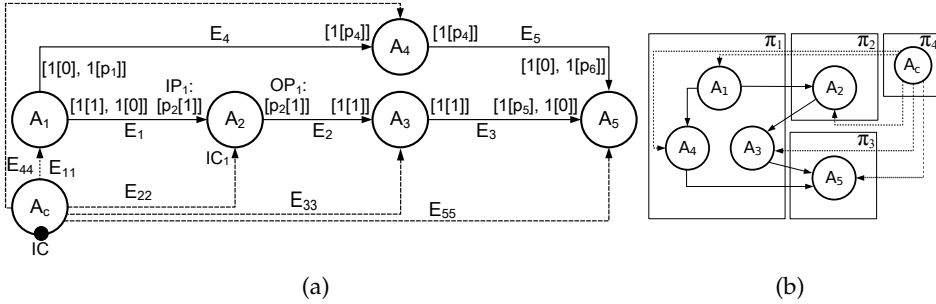 E₄
[1[p₄]]
A₄
[1[p₄]]
E₅
[1[0], 1[p₁]]
[1[0], 1[p₆]]
A₁
[1[1], 1[0]]
E₁
IP₁:
[p₂[1]]
A₂
IC₁
OP₁:
[p₂[1]]
E₂
[1[1]]
A₃
[1[1]]
E₃
[1[p₅], 1[0]]
A₅
E₄₄
E₁₁
E₂₂
E₃₃
E₅₅
A_c
IC
(a)
π₁
π₂
π₄
A_c
A₁
A₂
A₄
A₃
π₃
A₅
(b)